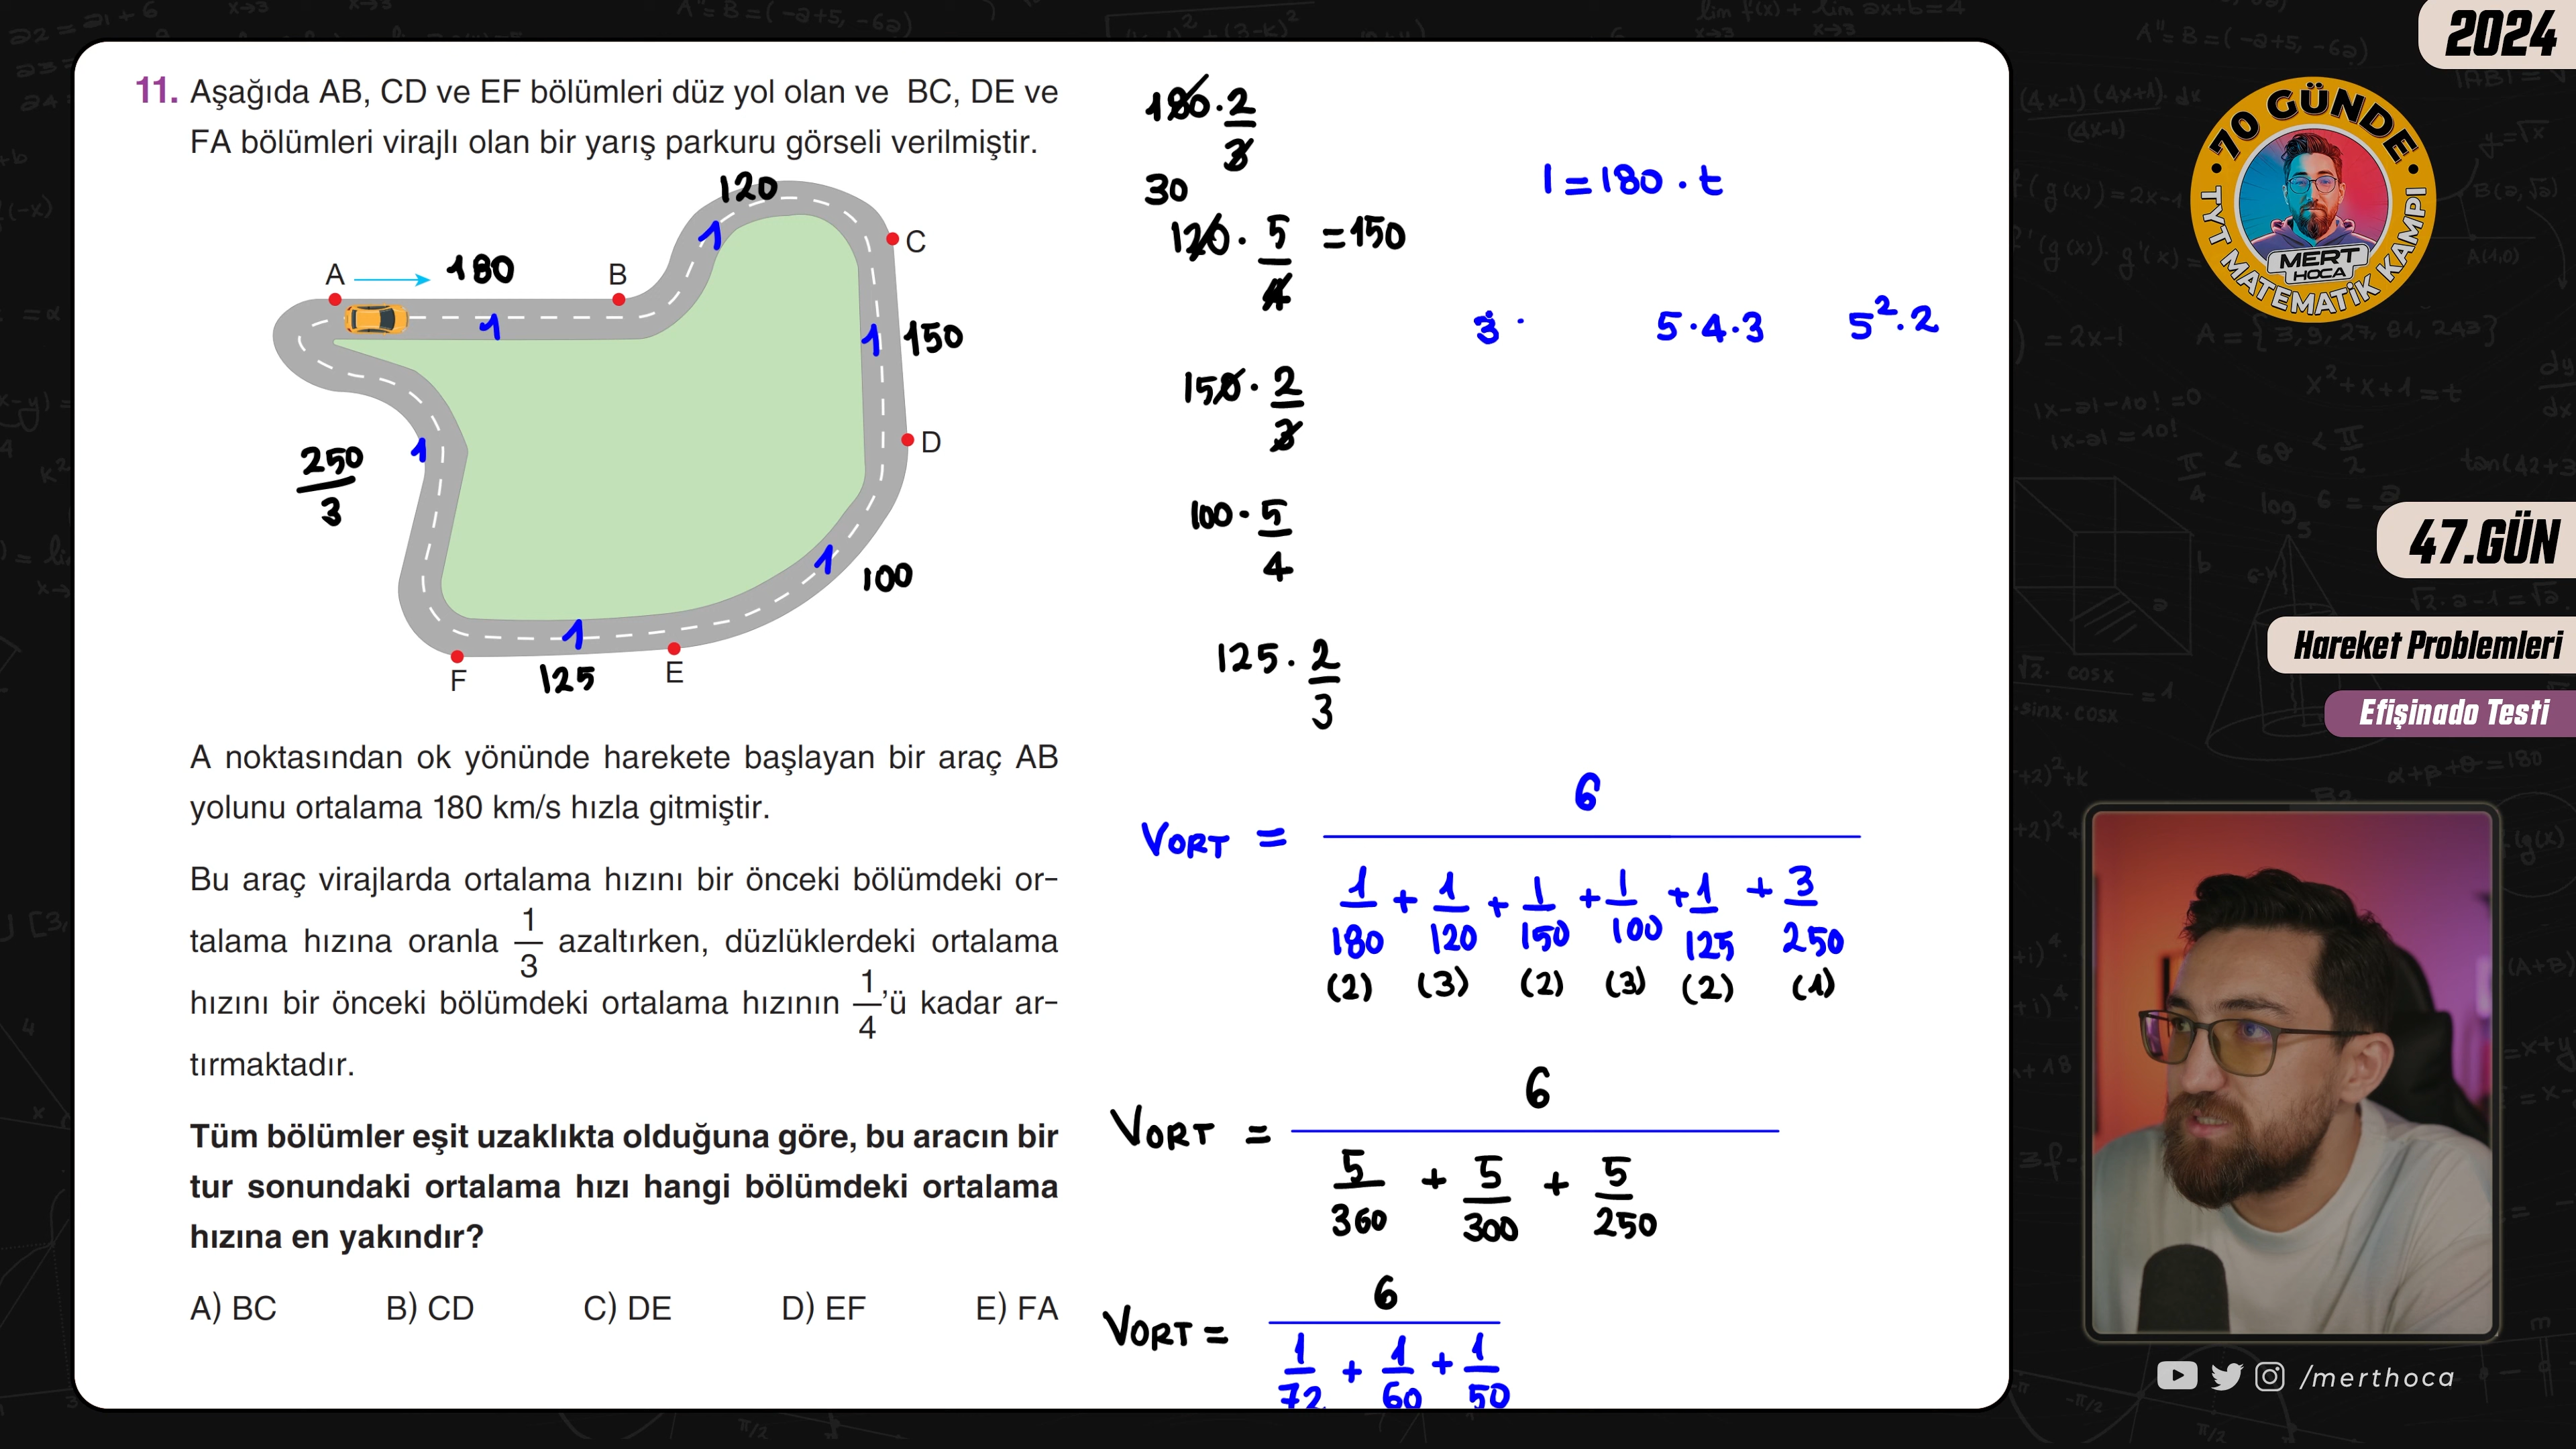 2024
70 GÜNDE
TYT MATEMATİK KAMPI
MERT
HOCA
47.GÜN
Hareket Problemleri
Efişinado Testi
/merthoca
11. Aşağıda AB, CD ve EF bölümleri düz yol olan ve BC, DE ve
FA bölümleri virajlı olan bir yarış parkuru görseli verilmiştir.
120
1
C
A
180
B
1
1
150
D
1
250/3
1
100
1
F
125
E
A noktasından ok yönünde harekete başlayan bir araç AB
yolunu ortalama 180 km/s hızla gitmiştir.
Bu araç virajlarda ortalama hızını bir önceki bölümdeki or-
talama hızına oranla 1/3 azaltırken, düzlüklerdeki ortalama
hızını bir önceki bölümdeki ortalama hızının 1/4'ü kadar ar-
tırmaktadır.
Tüm bölümler eşit uzaklıkta olduğuna göre, bu aracın bir
tur sonundaki ortalama hızı hangi bölümdeki ortalama
hızına en yakındır?
A) BC B) CD C) DE D) EF E) FA
180 · 2/3
30
120 · 5/4 = 150
150 · 2/3
100 · 5/4
125 · 2/3
1 = 180 · t
3 · 5·4·3 5²·2
VORT = 6
1/180 + 1/120 + 1/150 + 1/100 + 1/125 + 3/250
(2) (3) (2) (3) (2) (1)
VORT = 6
5/360 + 5/300 + 5/250
VORT = 6
1/72 + 1/60 + 1/50